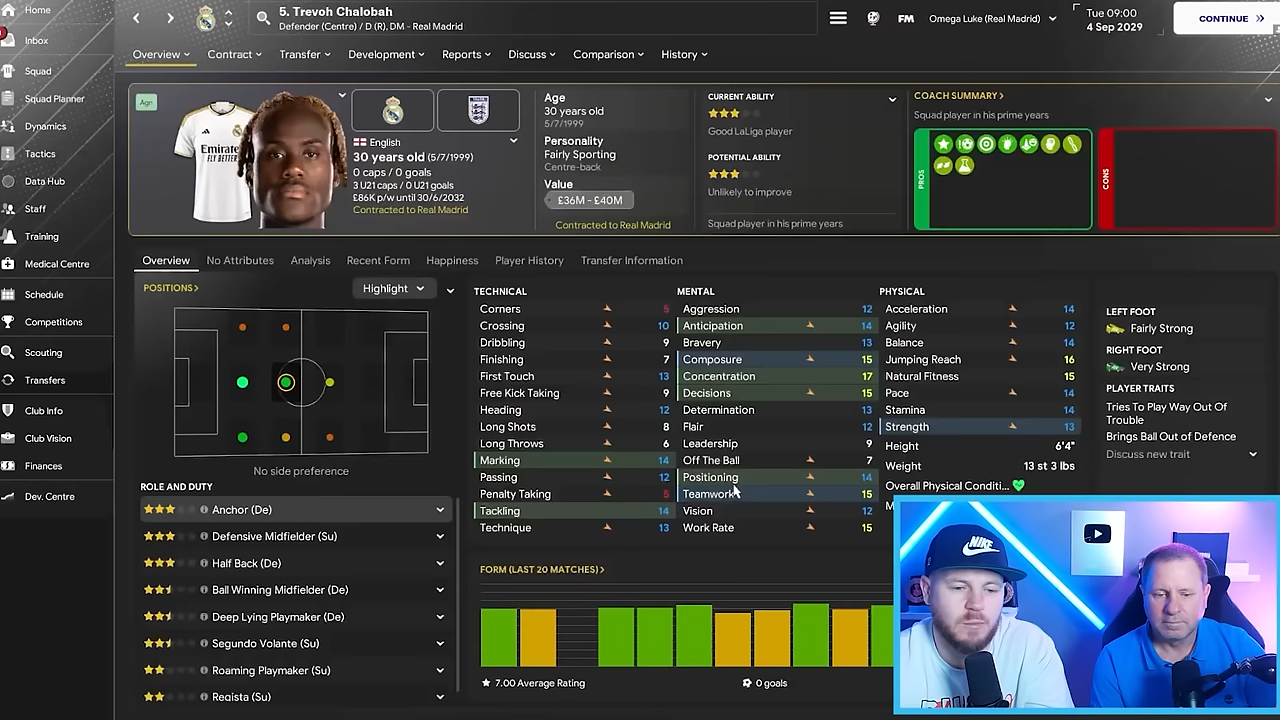 Home
5. Trevoh Chalobah
Defender (Centre) / D (R), DM - Real Madrid
FM
Omega Luke (Real Madrid)
Tue 09:00
4 Sep 2029
CONTINUE
Inbox
Squad
Squad Planner
Dynamics
Tactics
Data Hub
Staff
Training
Medical Centre
Schedule
Competitions
Scouting
Transfers
Club Info
Club Vision
Finances
Dev. Centre
Overview
Contract
Transfer
Development
Reports
Discuss
Comparison
History
Agn
Emirates
FLY BETTER
English
30 years old (5/7/1999)
0 caps / 0 goals
3 U21 caps / 0 U21 goals
£86K p/w until 30/6/2032
Contracted to Real Madrid
Age
30 years old
5/7/1999
Personality
Fairly Sporting
Centre-back
Value
£36M - £40M
Contracted to Real Madrid
CURRENT ABILITY
Good LaLiga player
POTENTIAL ABILITY
Unlikely to improve
Squad player in his prime years
COACH SUMMARY >
Squad player in his prime years
PROS
CONS
Overview
No Attributes
Analysis
Recent Form
Happiness
Player History
Transfer Information
POSITIONS>
Highlight
No side preference
ROLE AND DUTY
Anchor (De)
Defensive Midfielder (Su)
Half Back (De)
Ball Winning Midfielder (De)
Deep Lying Playmaker (De)
Segundo Volante (Su)
Roaming Playmaker (Su)
Regista (Su)
TECHNICAL
Corners 5
Crossing 10
Dribbling 9
Finishing 7
First Touch 13
Free Kick Taking 9
Heading 12
Long Shots 8
Long Throws 6
Marking 14
Passing 12
Penalty Taking 5
Tackling 14
Technique 13
MENTAL
Aggression 12
Anticipation 14
Bravery 13
Composure 15
Concentration 17
Decisions 15
Determination 13
Flair 12
Leadership 9
Off The Ball 7
Positioning 14
Teamwork 15
Vision 12
Work Rate 15
PHYSICAL
Acceleration 14
Agility 12
Balance 14
Jumping Reach 16
Natural Fitness 15
Pace 14
Stamina 14
Strength 13
Height 6'4"
Weight 13 st 3 lbs
Overall Physical Conditi...
LEFT FOOT
Fairly Strong
RIGHT FOOT
Very Strong
PLAYER TRAITS
Tries To Play Way Out Of
Trouble
Brings Ball Out of Defence
Discuss new trait
FORM (LAST 20 MATCHES) >
7.00 Average Rating
0 goals
NIKE